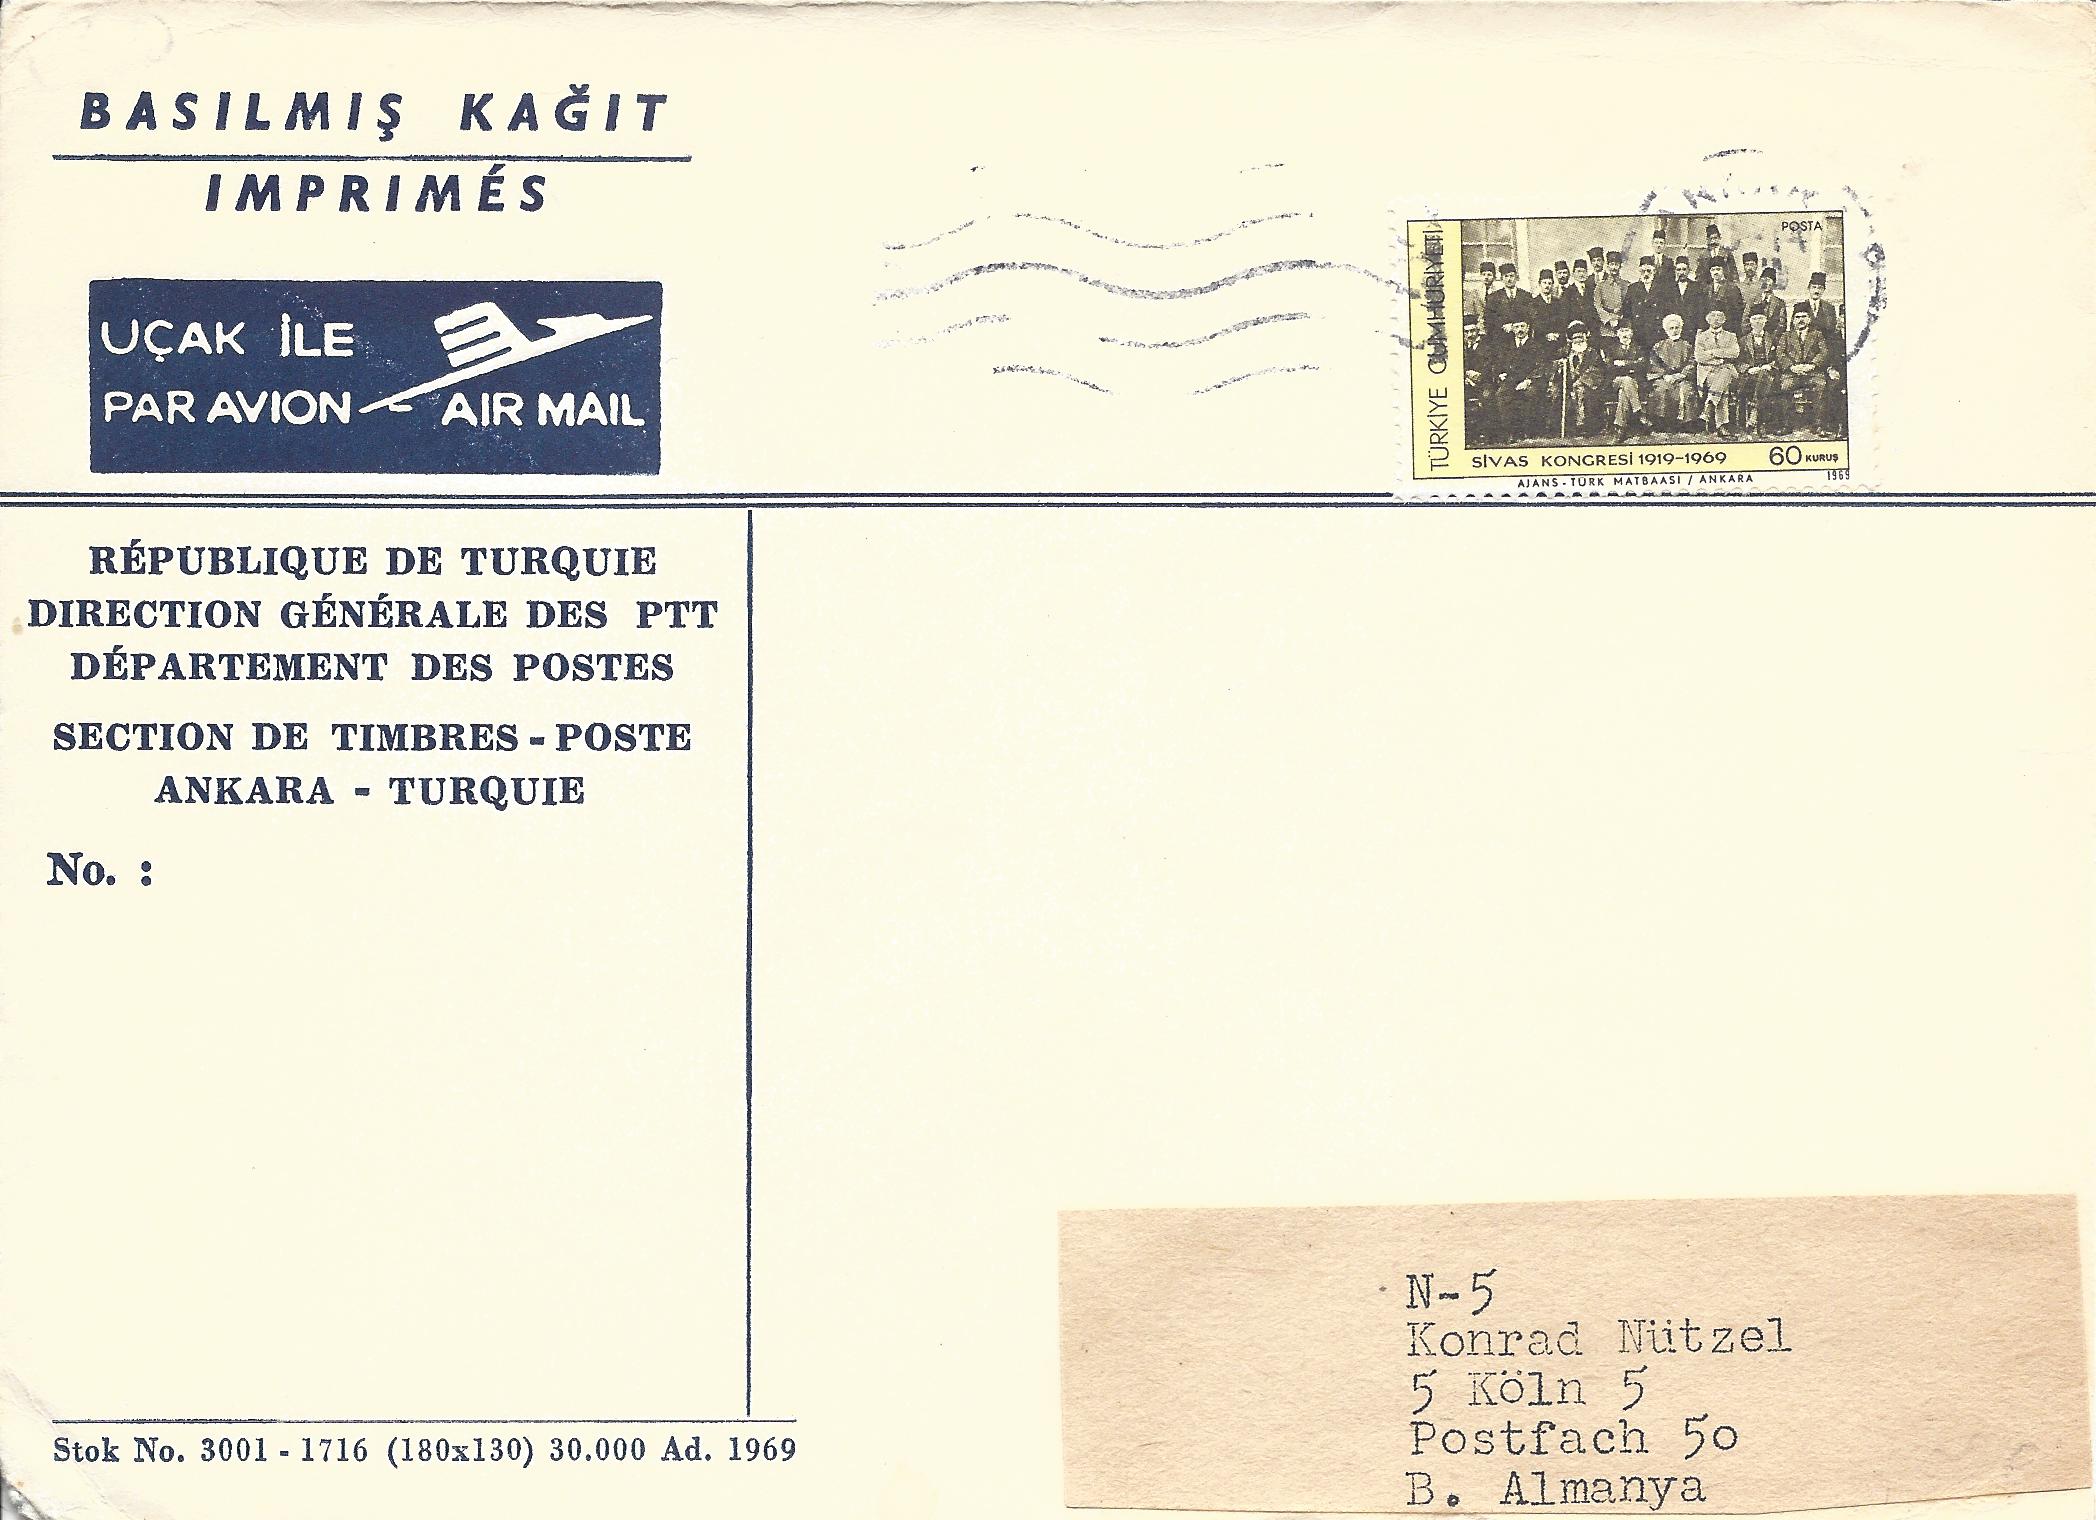 BASILMIŞ KAĞIT
IMPRIMÉS
UÇAK İLE
PAR AVION AIR MAIL
POSTA
TÜRKİYE CUMHURİYETİ
SİVAS KONGRESİ 1919-1969 60 KURUŞ
AJANS-TÜRK MATBAASI / ANKARA 1969
RÉPUBLIQUE DE TURQUIE
DIRECTION GÉNÉRALE DES PTT
DÉPARTEMENT DES POSTES
SECTION DE TIMBRES - POSTE
ANKARA - TURQUIE
No. :
Stok No. 3001 - 1716 (180x130) 30.000 Ad. 1969
N-5
Konrad Nützel
5 Köln 5
Postfach 50
B. Almanya